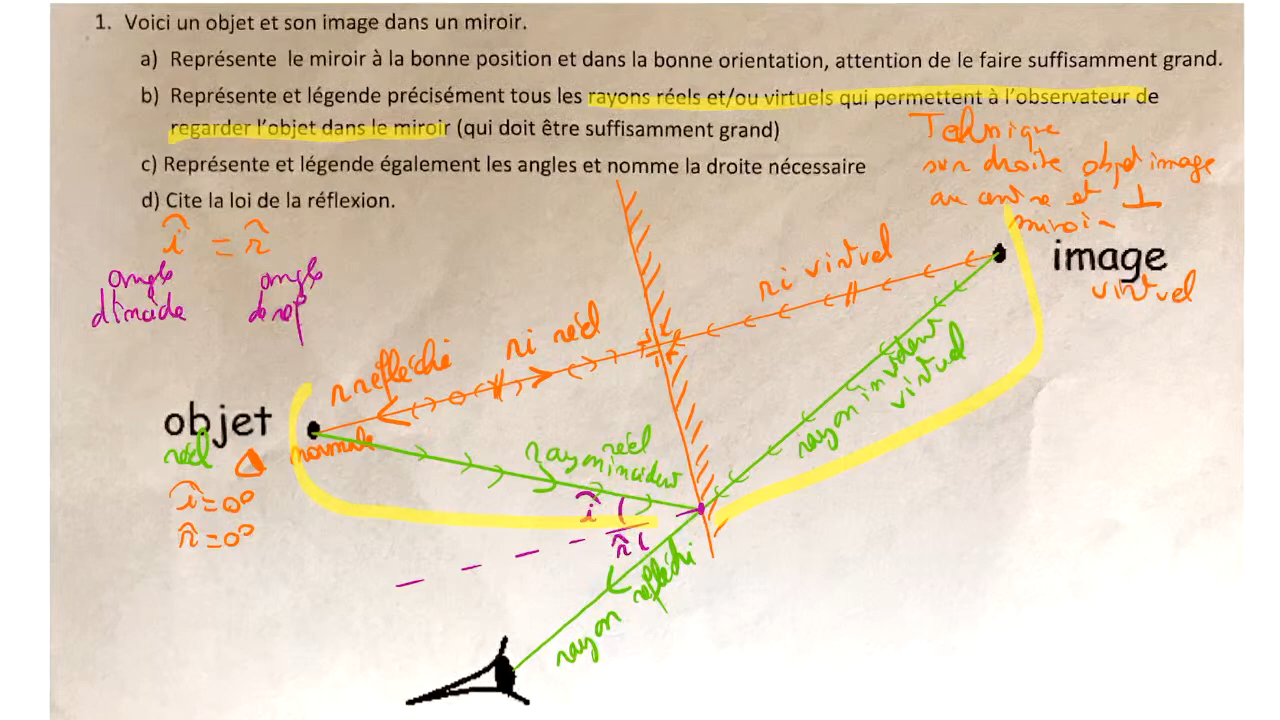 1. Voici un objet et son image dans un miroir.
a) Représente le miroir à la bonne position et dans la bonne orientation, attention de le faire suffisamment grand.
b) Représente et légende précisément tous les rayons réels et/ou virtuels qui permettent à l'observateur de
regarder l'objet dans le miroir (qui doit être suffisamment grand)
c) Représente et légende également les angles et nomme la droite nécessaire
d) Cite la loi de la réflexion.
Technique
sur droite objet image
au centre et ⊥
miroir
î = r̂
angle
d'incide
angle
de ref
image
virtuel
ri virtuel
ri réel
r réfléchi
objet
réel
normale
î = 0°
r̂ = 0°
rayon incident
virtuel
réel
rayon incident
î
r̂
rayon réfléchi